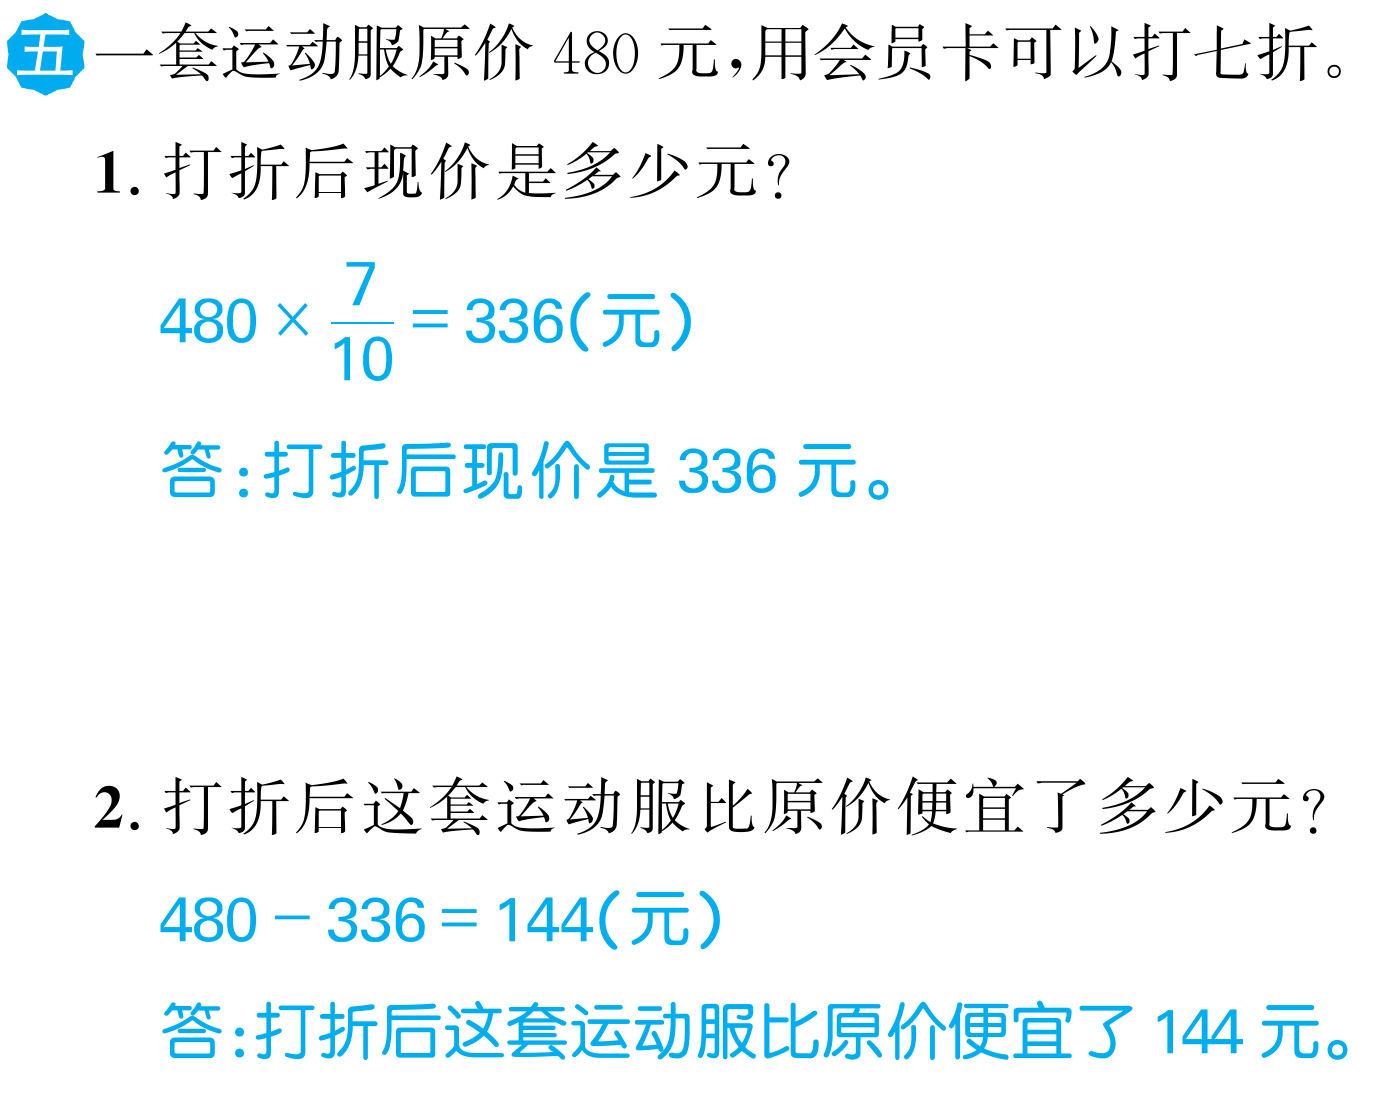 五 一套运动服原价 480 元,用会员卡可以打七折。
1. 打折后现价是多少元?
480 × 7/10 = 336(元)
答:打折后现价是 336 元。
2. 打折后这套运动服比原价便宜了多少元?
480 − 336 = 144(元)
答:打折后这套运动服比原价便宜了 144 元。